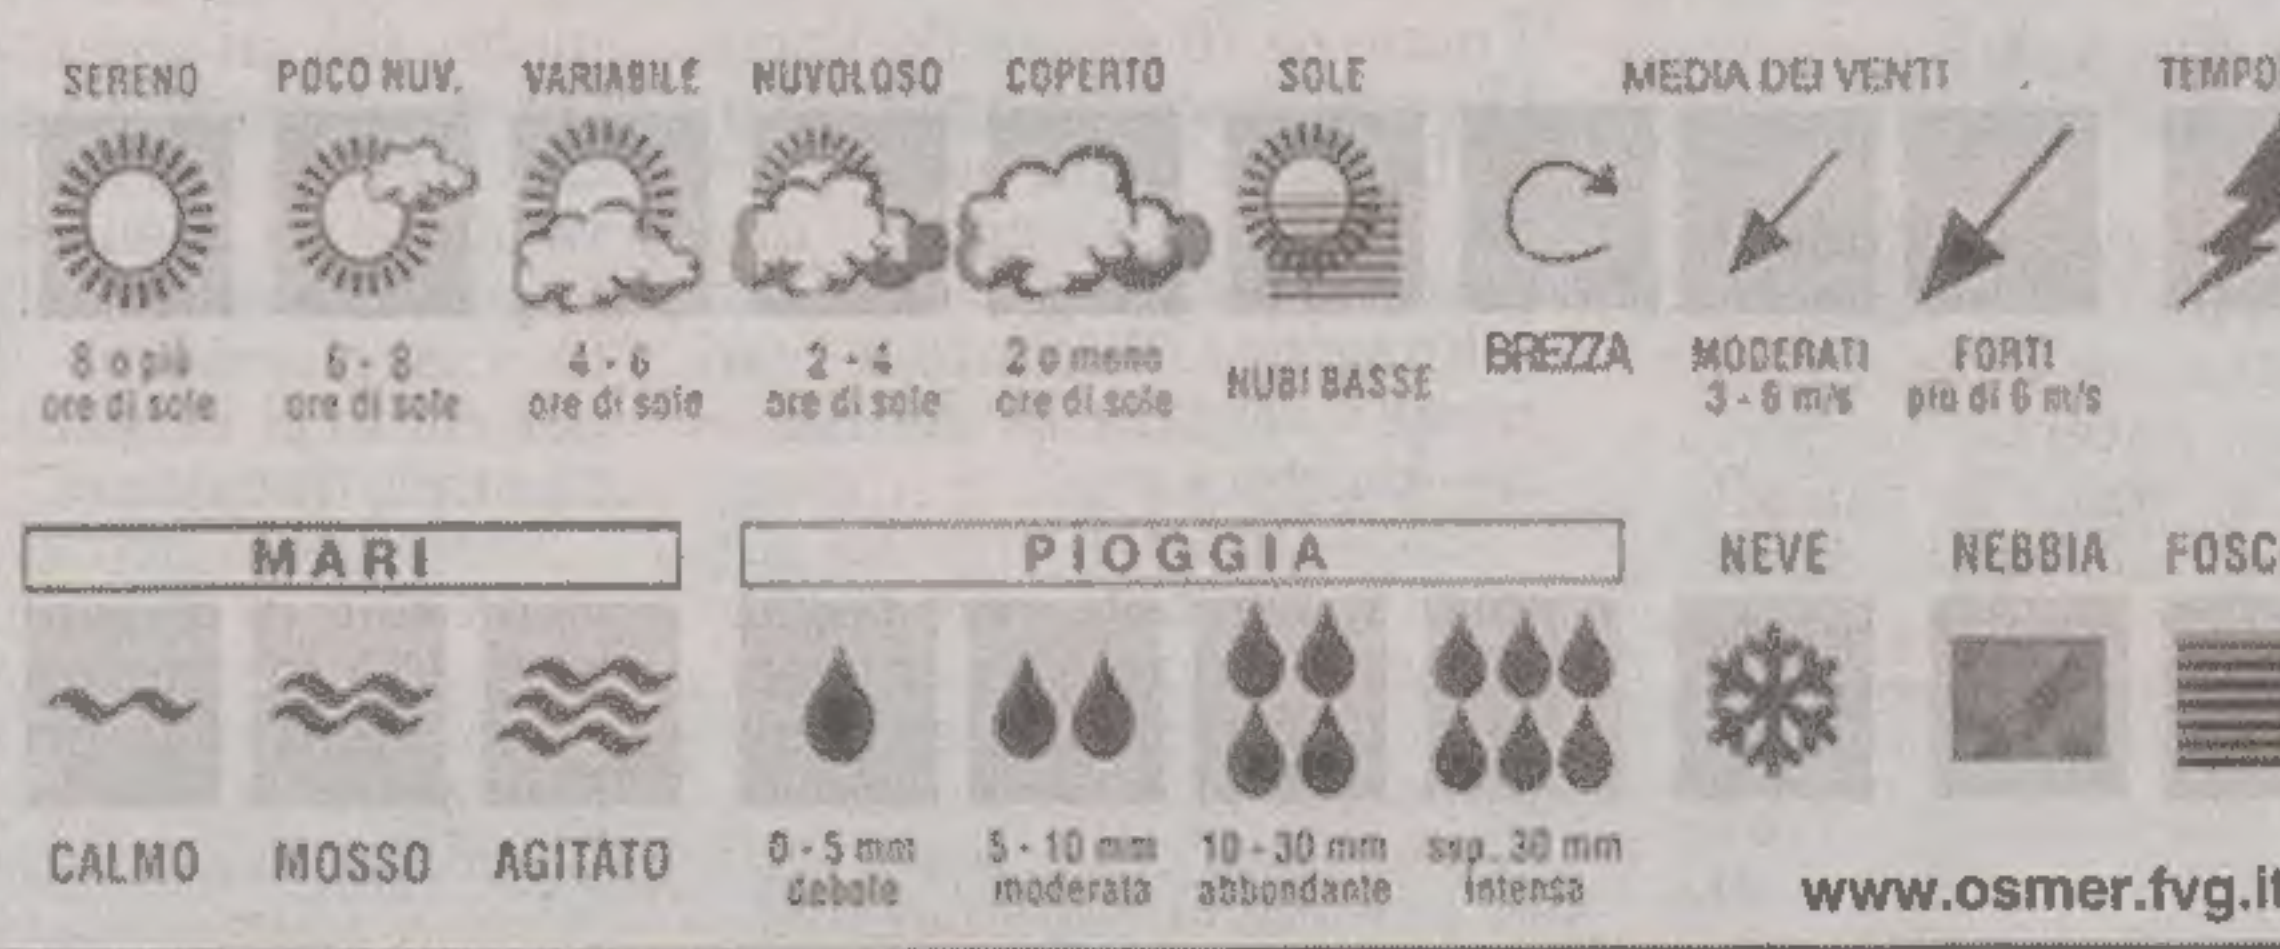 SERENO POCO NUV. VARIABILE NUVOLOSO COPERTO SOLE MEDIA DEI VENTI TEMPO
8 o più 6 - 8 4 - 6 2 - 4 2 o meno NUBI BASSE BREZZA MODERATI FORTI
ore di sole ore di sole ore di sole ore di sole ore di sole 3 - 6 m/s più di 6 m/s
MARI PIOGGIA NEVE NEBBIA FOSC
CALMO MOSSO AGITATO 0 - 5 mm 5 - 10 mm 10 - 30 mm sup. 30 mm
debole moderata abbondante intensa
www.osmer.fvg.it